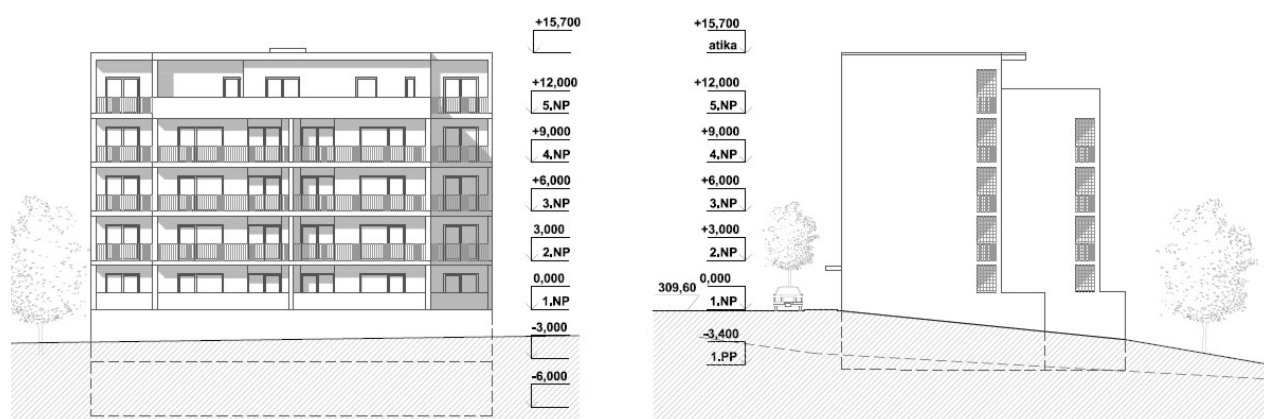 +15,700
+12,000
5.NP
+9,000
4.NP
+6,000
3.NP
3,000
2.NP
0,000
1.NP
-3,000
-6,000
+15,700
atika
+12,000
5.NP
+9,000
4.NP
+6,000
3.NP
+3,000
2.NP
309,60
0,000
1.NP
-3,400
1.PP